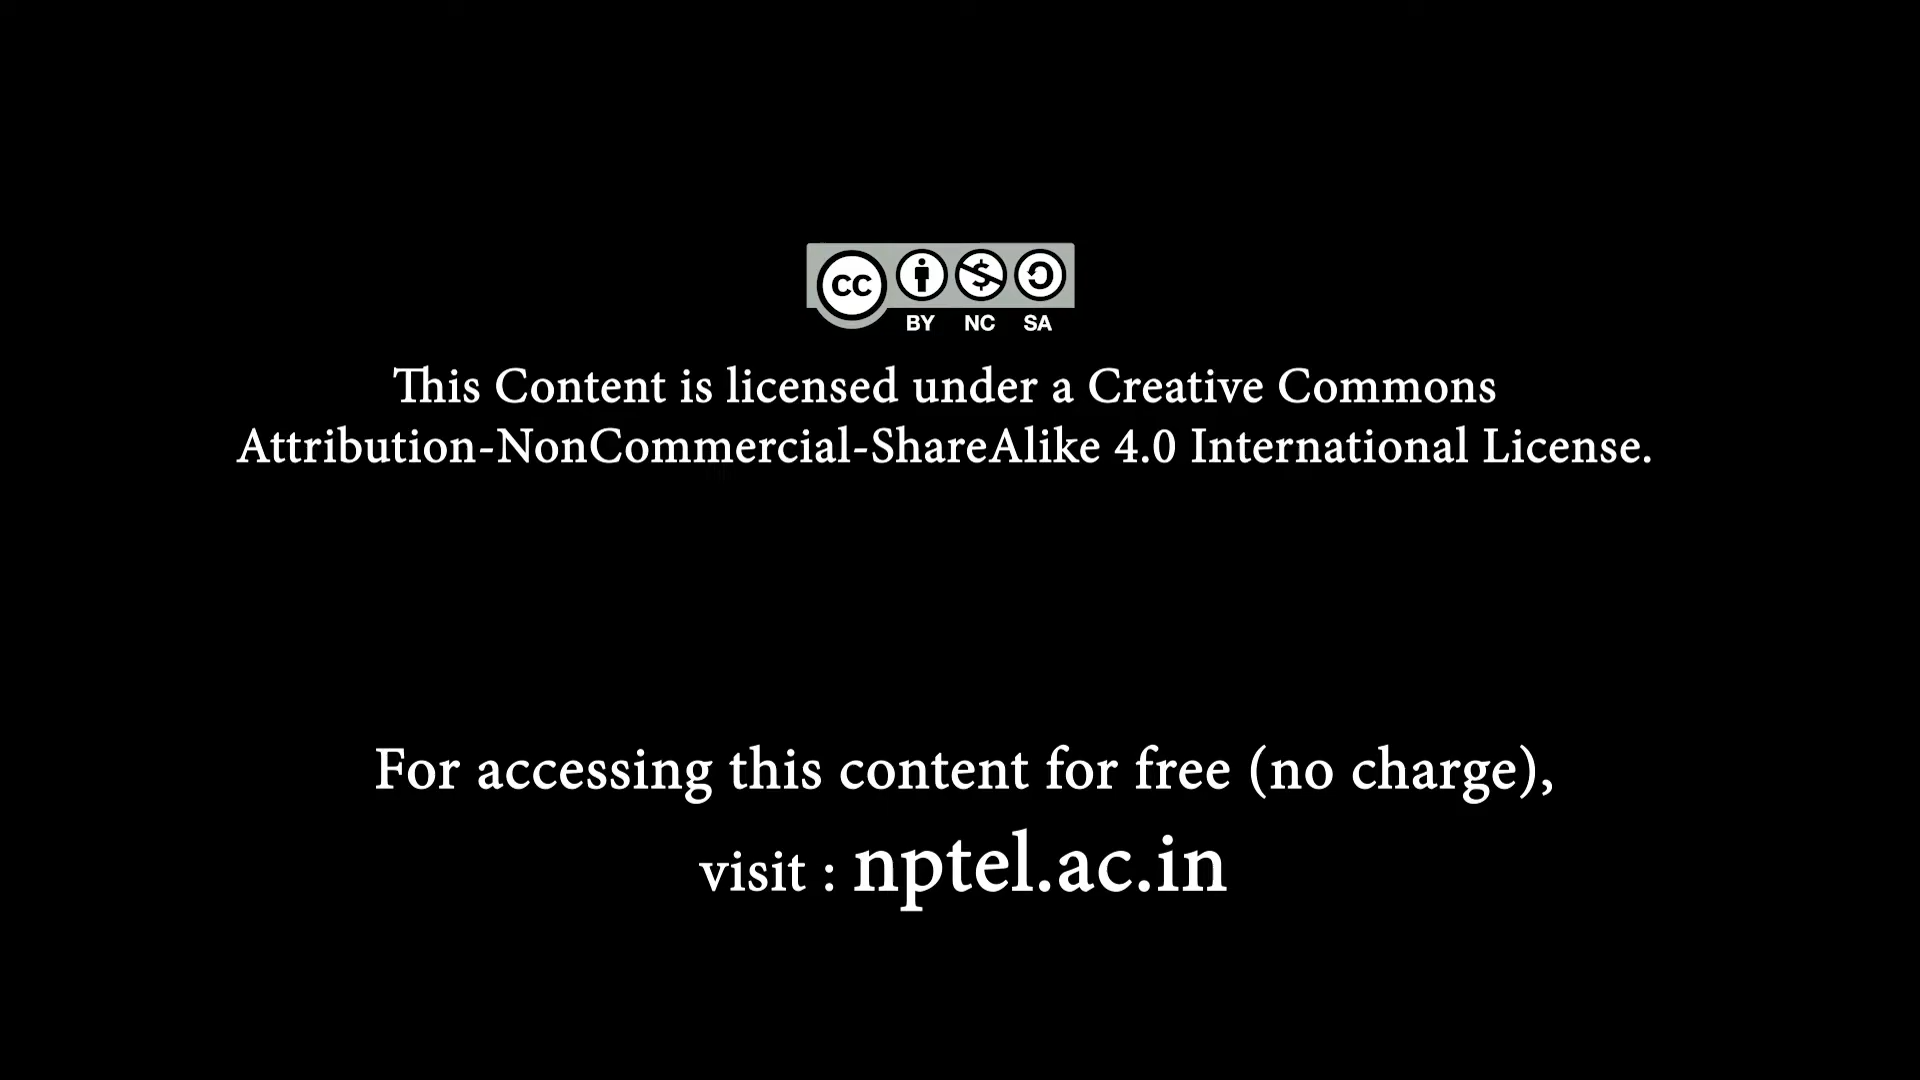 cc
BY NC SA
This Content is licensed under a Creative Commons
Attribution-NonCommercial-ShareAlike 4.0 International License.
For accessing this content for free (no charge),
visit : nptel.ac.in